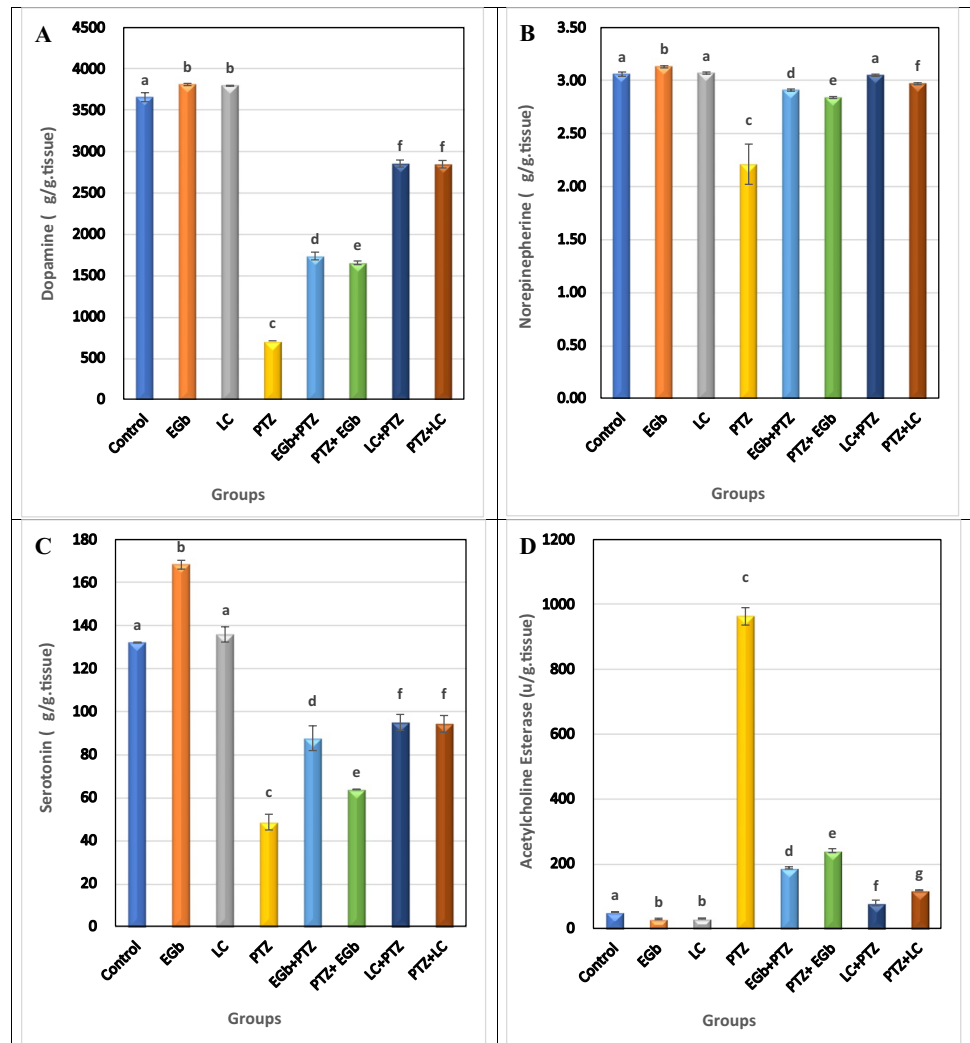 A
Dopamine ( g/g.tissue)
4500
4000
3500
3000
2500
2000
1500
1000
500
0
a
b
b
c
d
e
f
f
Control
EGb
LC
PTZ
EGb+PTZ
PTZ+ EGb
LC+PTZ
PTZ+LC
Groups
B
Norepinepherine ( g/g.tissue)
3.50
3.00
2.50
2.00
1.50
1.00
0.50
0.00
a
b
a
c
d
e
a
f
Control
EGb
LC
PTZ
EGb+PTZ
PTZ+ EGb
LC+PTZ
PTZ+LC
Groups
C
Serotonin ( g/g.tissue)
180
160
140
120
100
80
60
40
20
0
a
b
a
c
d
e
f
f
Control
EGb
LC
PTZ
EGb+PTZ
PTZ+ EGb
LC+PTZ
PTZ+LC
Groups
D
Acetylcholine Esterase (u/g.tissue)
1200
1000
800
600
400
200
0
a
b
b
c
d
e
f
g
Control
EGb
LC
PTZ
EGb+PTZ
PTZ+ EGb
LC+PTZ
PTZ+LC
Groups